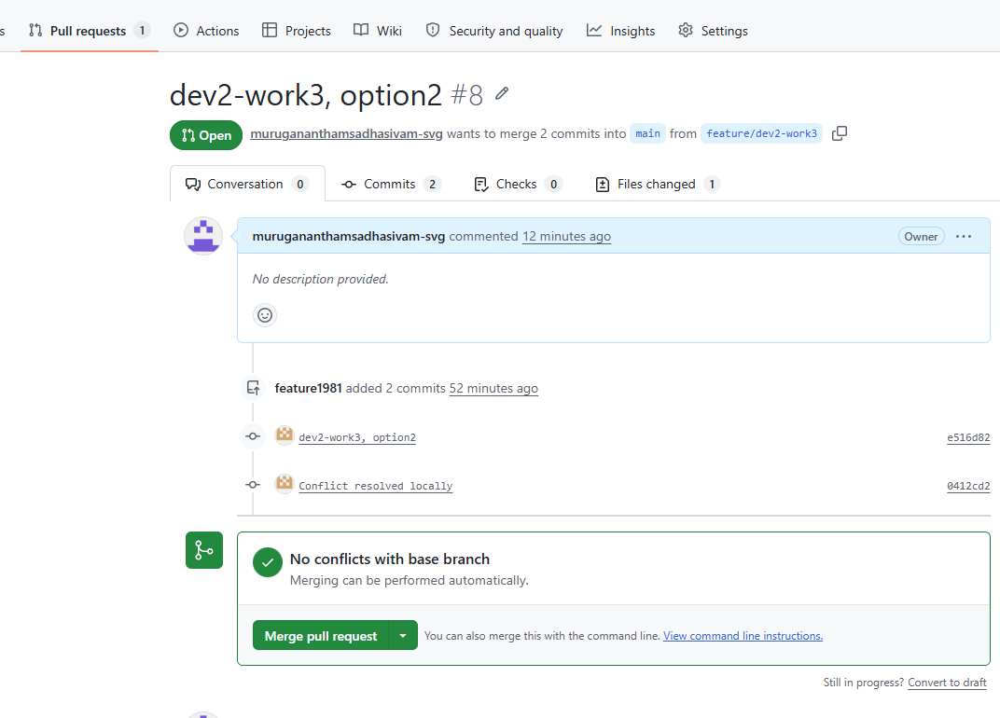 s Pull requests 1 Actions Projects Wiki Security and quality Insights Settings
dev2-work3, option2 #8
Open murugananthamsadhasivam-svg wants to merge 2 commits into main from feature/dev2-work3
Conversation 0 Commits 2 Checks 0 Files changed 1
murugananthamsadhasivam-svg commented 12 minutes ago Owner
No description provided.
feature1981 added 2 commits 52 minutes ago
dev2-work3, option2 e516d82
Conflict resolved locally 0412cd2
No conflicts with base branch
Merging can be performed automatically.
Merge pull request You can also merge this with the command line. View command line instructions.
Still in progress? Convert to draft